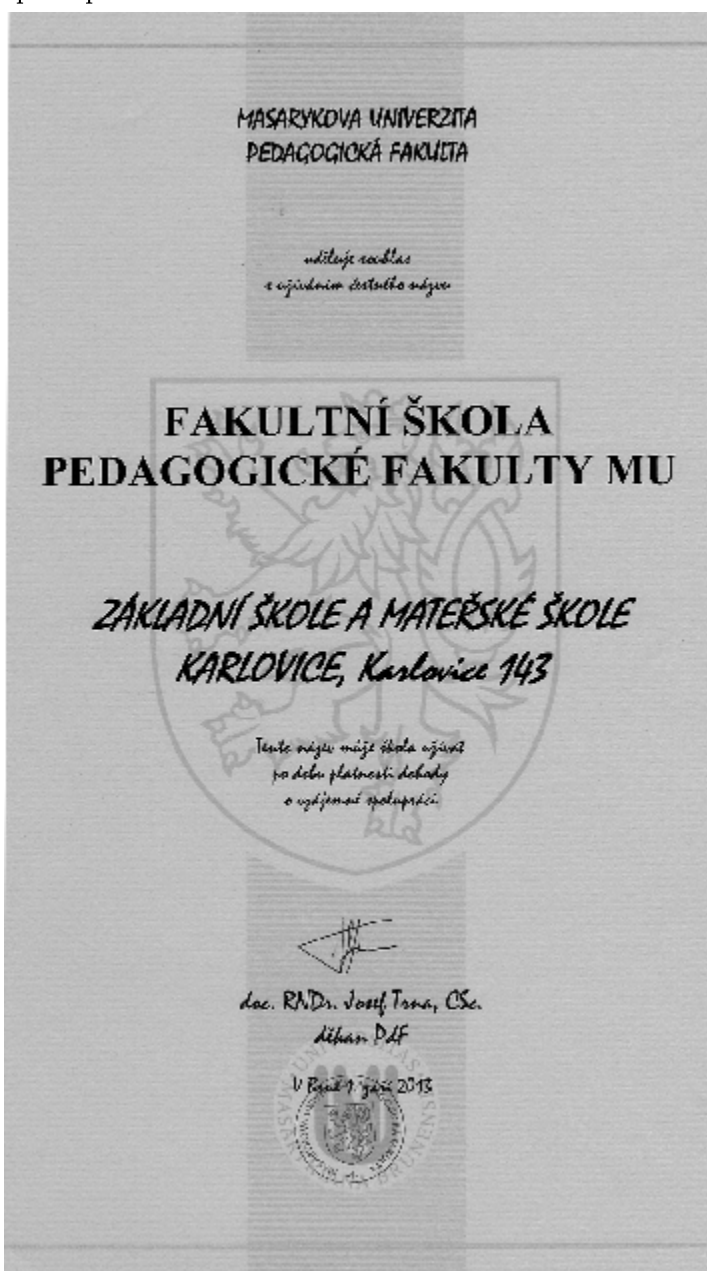 MASARYKOVA UNIVERZITA
PEDAGOGICKÁ FAKULTA
uděluje souhlas
s užíváním čestného názvu
FAKULTNÍ ŠKOLA
PEDAGOGICKÉ FAKULTY MU
ZÁKLADNÍ ŠKOLE A MATEŘSKÉ ŠKOLE
KARLOVICE, Karlovice 143
Tento název může škola užívat
po dobu platnosti dohody
o vzájemné spolupráci.
doc. RNDr. Josef Trna, CSc.
děkan PdF
V Brně 1. září 2013